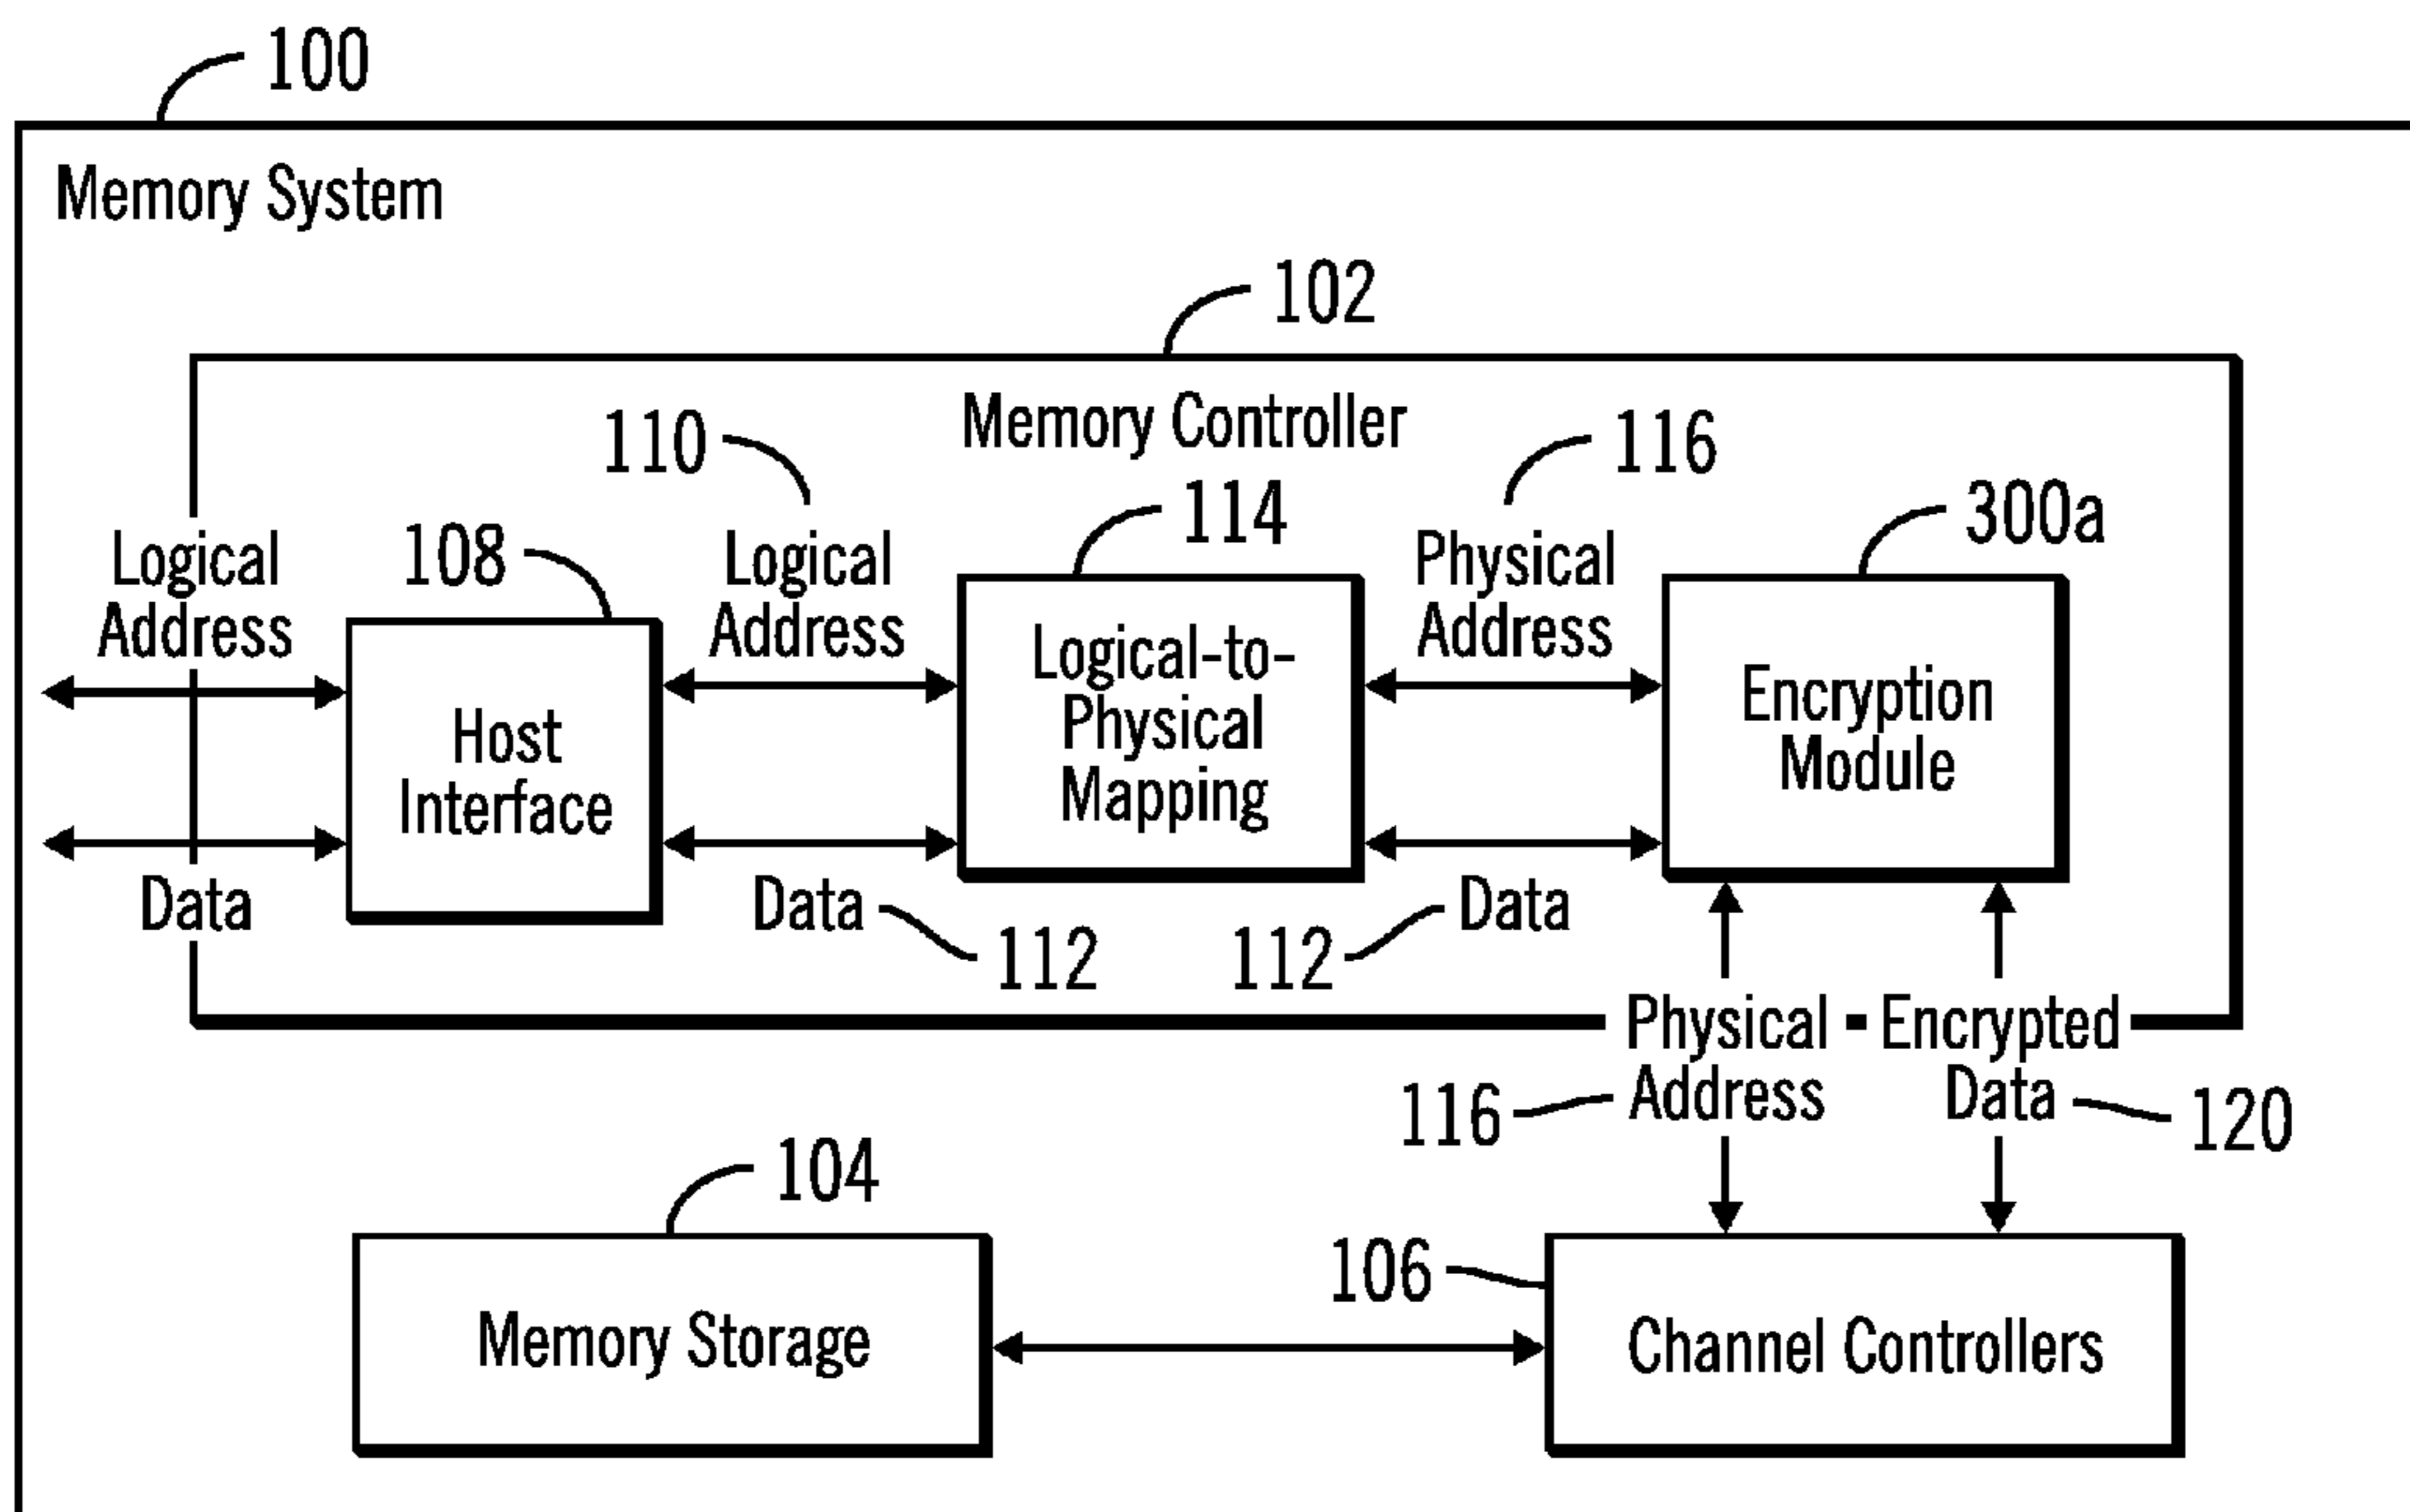 100
Memory System
102
Memory Controller
110
116
114
300a
108
Logical
Address
Logical
Address
Physical
Address
Host
Interface
Logical-to-
Physical
Mapping
Encryption
Module
Data
Data
112
112
Data
Physical
Address
116
Encrypted
Data
120
104
106
Memory Storage
Channel Controllers